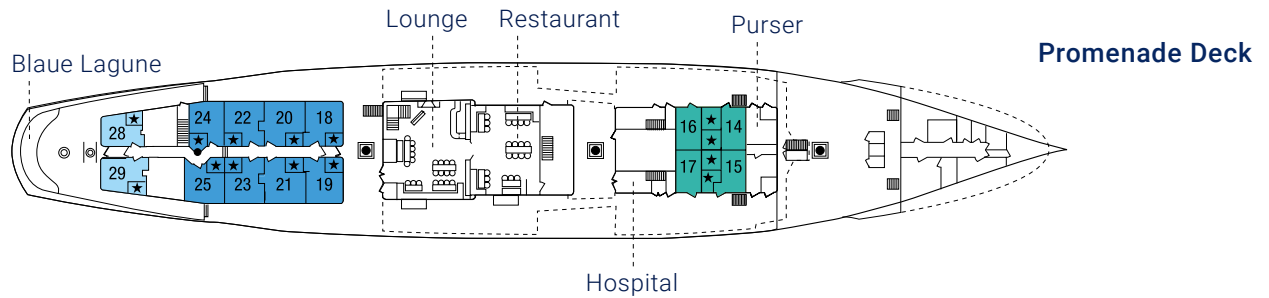 Lounge
Restaurant
Purser
Promenade Deck
Blaue Lagune
28
24
22
20
18
16
14
29
25
23
21
19
17
15
Hospital